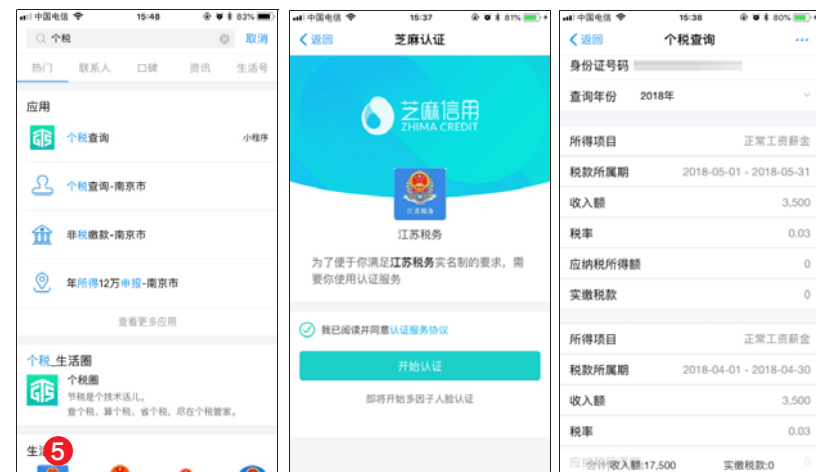 中国电信 15:48 83%
个税 取消
热门 联系人 口碑 资讯 生活号
应用
个税查询 小程序
个税查询-南京市
非税缴款-南京市
年所得12万申报-南京市
查看更多应用
个税_生活圈
个税圈
节税是个技术活儿。
查个税、算个税、省个税，尽在个税管家。
生活
5
中国电信 15:37 81%
返回 芝麻认证
芝麻信用
ZHIMA CREDIT
江苏税务
江苏税务
为了便于你满足江苏税务实名制的要求，需
要你使用认证服务
我已阅读并同意认证服务协议
开始认证
即将开始多因子人脸认证
中国电信 15:38 80%
返回 个税查询 ...
身份证号码
查询年份 2018年
所得项目 正常工资薪金
税款所属期 2018-05-01 - 2018-05-31
收入额 3,500
税率 0.03
应纳税所得额 0
实缴税款 0
所得项目 正常工资薪金
税款所属期 2018-04-01 - 2018-04-30
收入额 3,500
税率 0.03
合计收入额:17,500 实缴税款:0